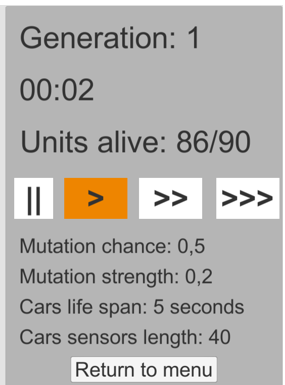 Generation: 1
00:02
Units alive: 86/90
|| > >> >>>
Mutation chance: 0,5
Mutation strength: 0,2
Cars life span: 5 seconds
Cars sensors length: 40
Return to menu